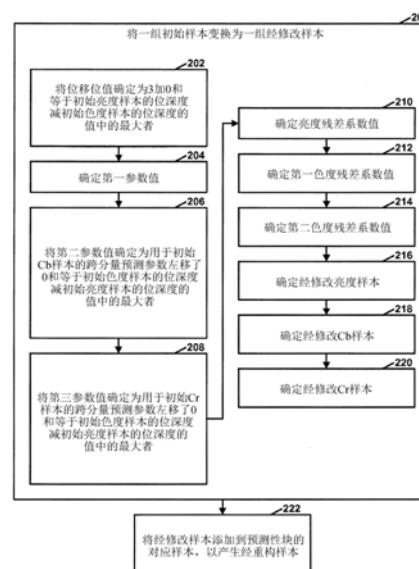 20
将一组初始样本变换为一组经修改样本
202
将位移位值确定为3加0和
等于初始亮度样本的位深度
减初始色度样本的位深度的
值中的最大者
204
确定第一参数值
206
将第二参数值确定为用于初始
Cb样本的跨分量预测参数左移了
0和等于初始色度样本的位深度
减初始亮度样本的位深度的
值中的最大者
208
将第三参数值确定为用于初始Cr
样本的跨分量预测参数左移了0
和等于初始色度样本的位深度
减初始亮度样本的位深度的
值中的最大者
210
确定亮度残差系数值
212
确定第一色度残差系数值
214
确定第二色度残差系数值
216
确定经修改亮度样本
218
确定经修改Cb样本
220
确定经修改Cr样本
222
将经修改样本添加到预测性块的
对应样本，以产生经重构样本